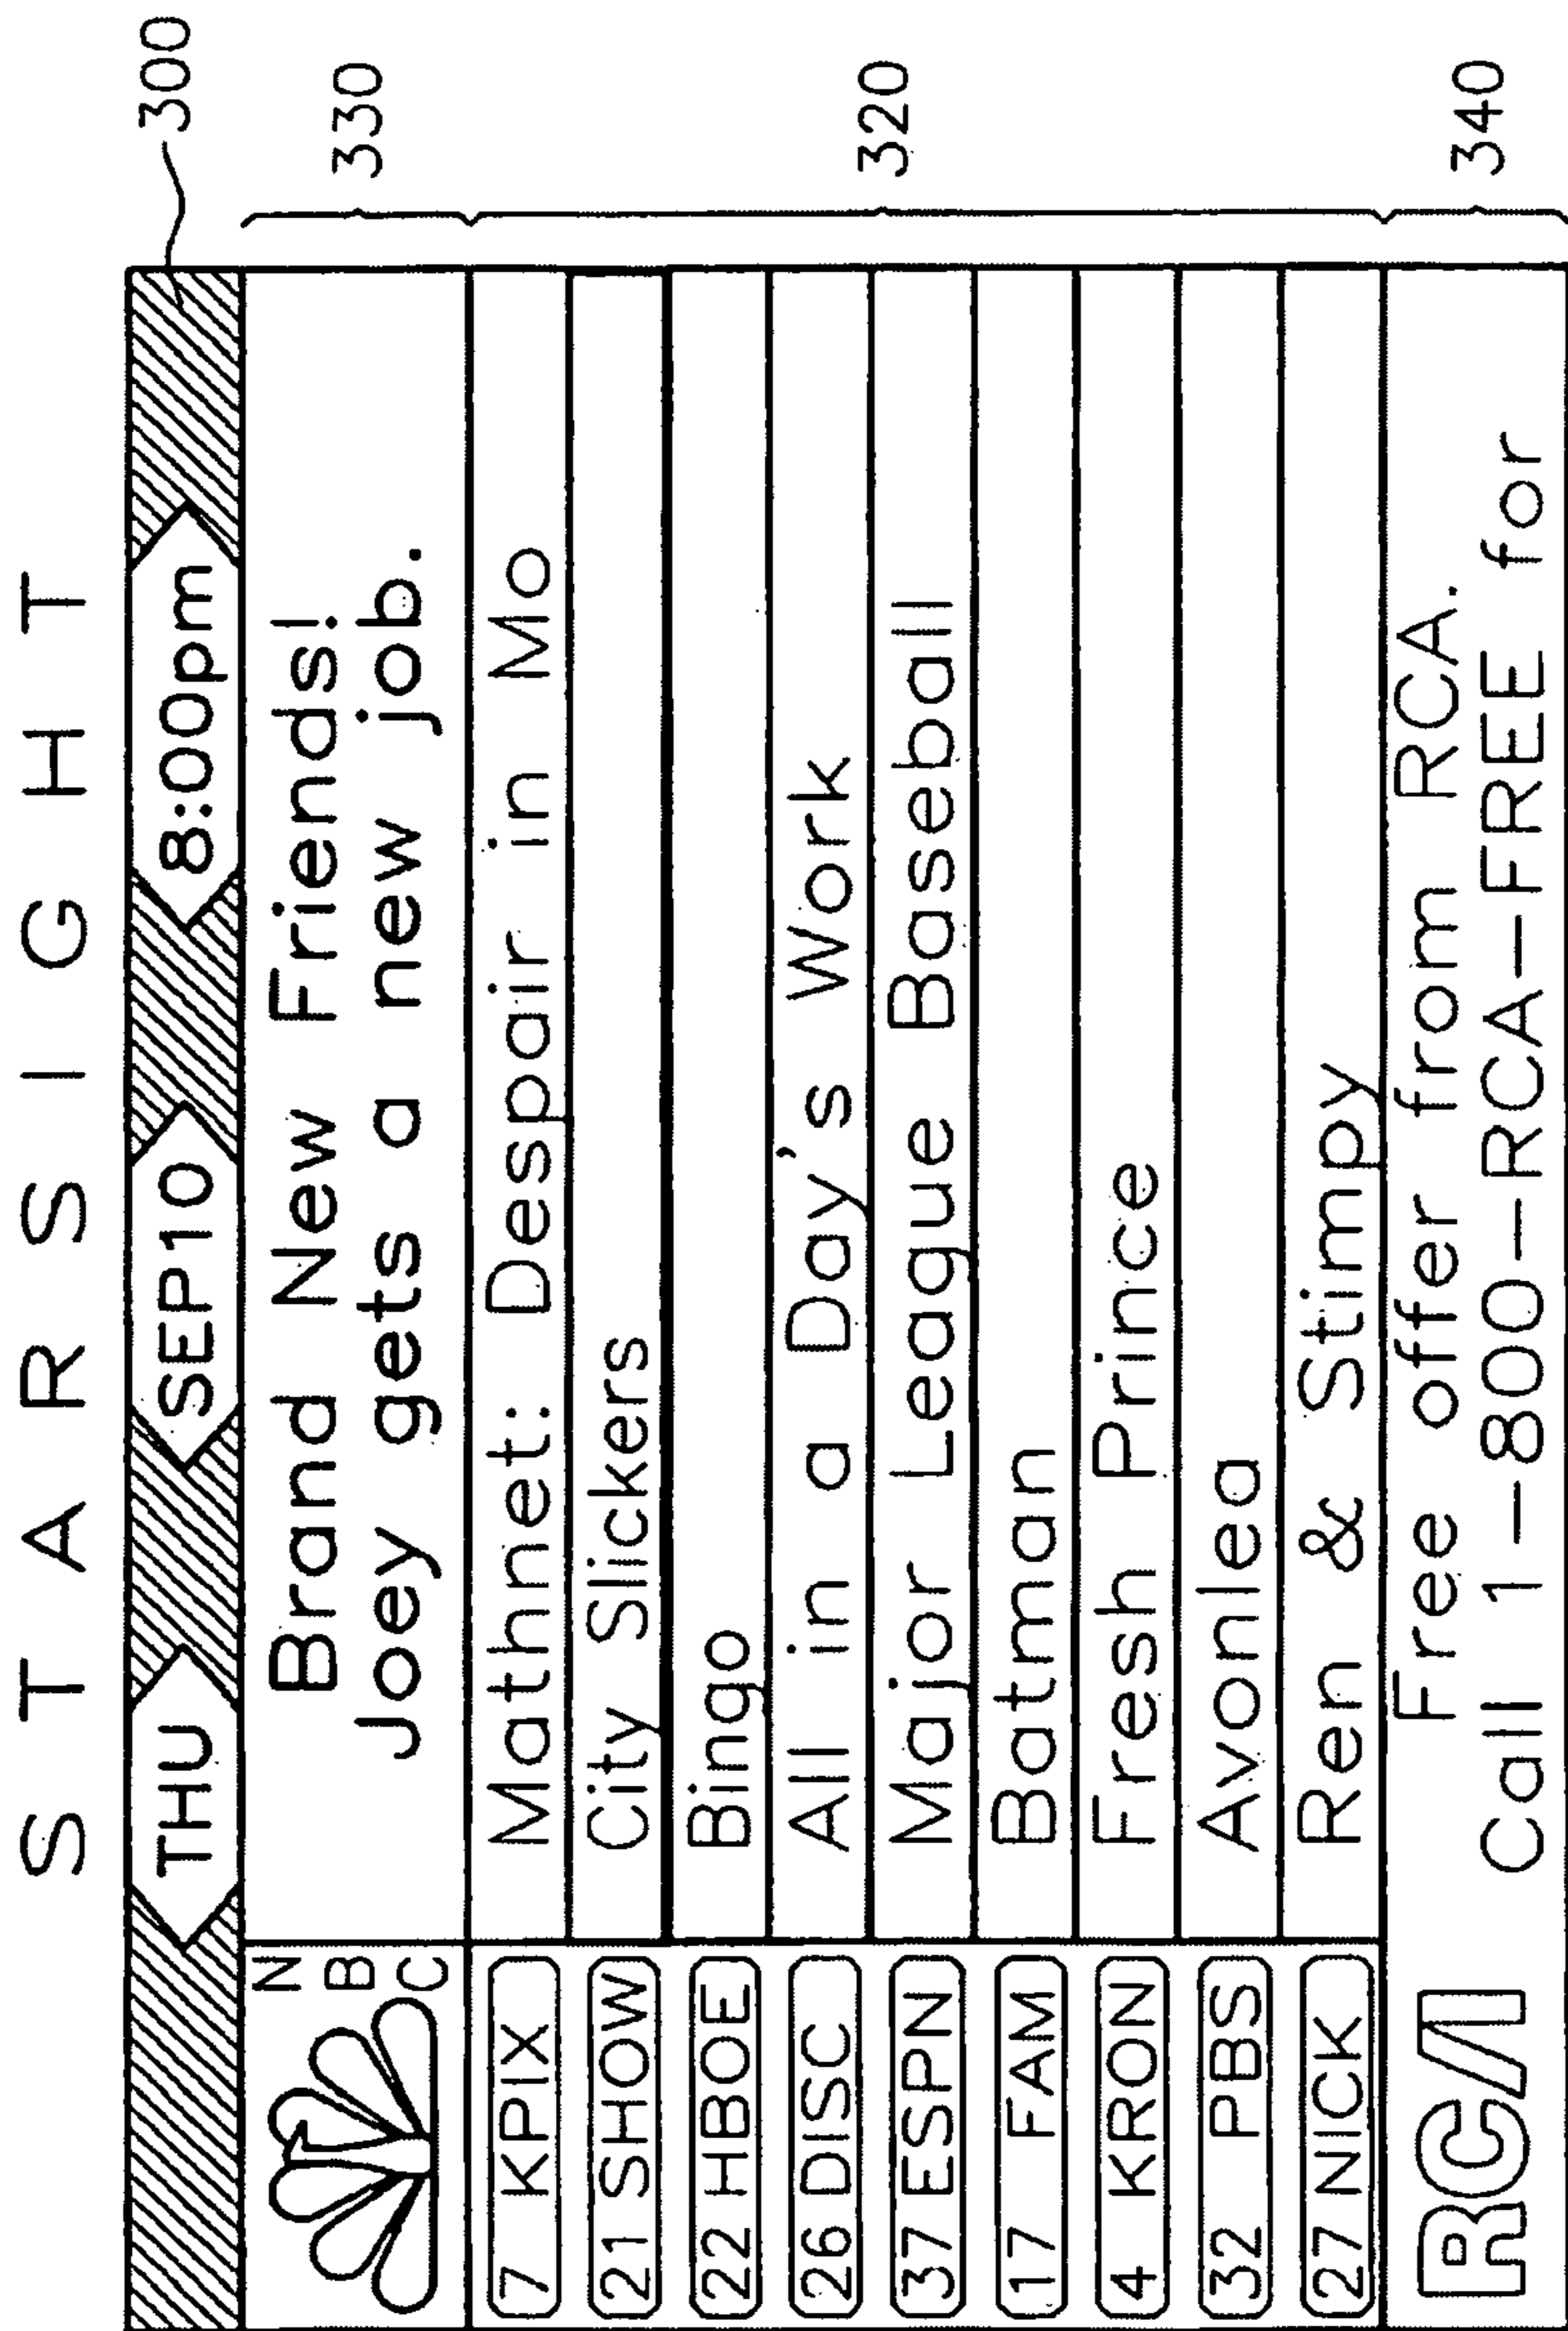 S T A R S I G H T
THU SEP10 8:00pm 300
N
B
C
Brand New Friends!
Joey gets a new job.
330
7 KPIX Mathnet: Despair in Mo
21 SHOW City Slickers
22 HBOE Bingo
26 DISC All in a Day's Work
37 ESPN Major League Baseball
320
17 FAM Batman
4 KRON Fresh Prince
32 PBS Avonlea
27 NICK Ren & Stimpy
RCA Free offer from RCA.
Call 1-800-RCA-FREE for
340